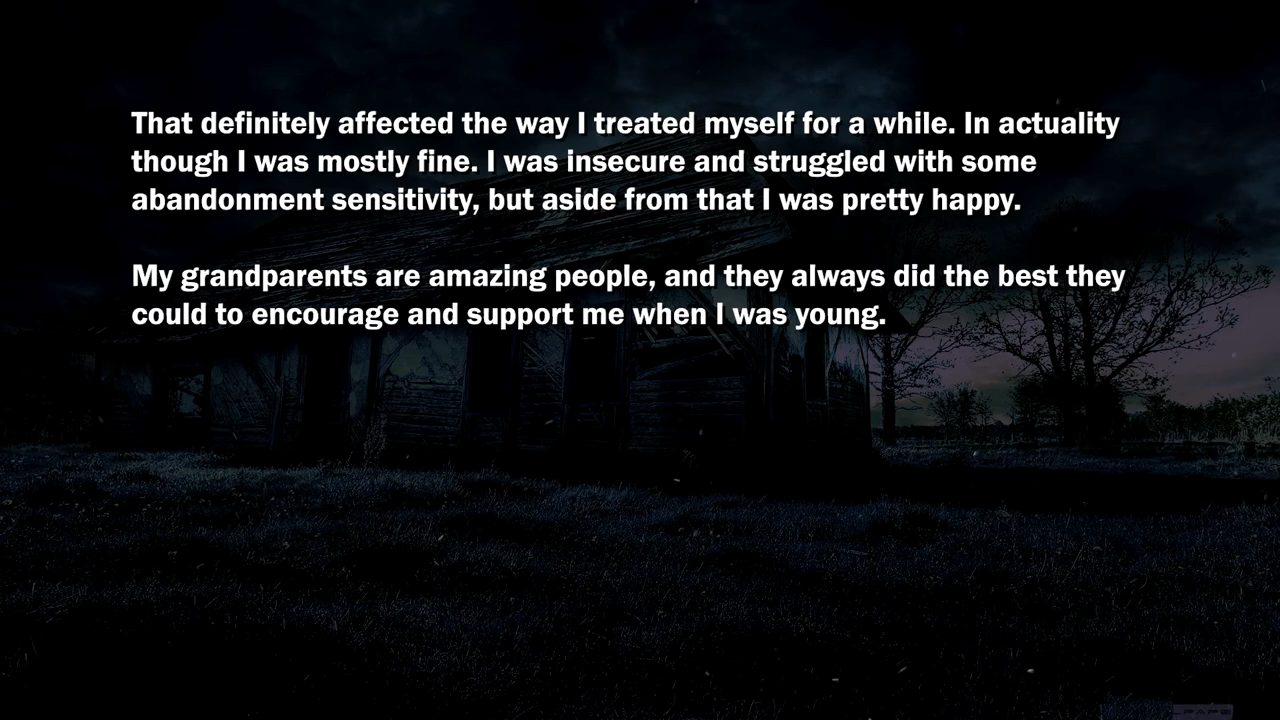 That definitely affected the way I treated myself for a while. In actuality
though I was mostly fine. I was insecure and struggled with some
abandonment sensitivity, but aside from that I was pretty happy.
My grandparents are amazing people, and they always did the best they
could to encourage and support me when I was young.